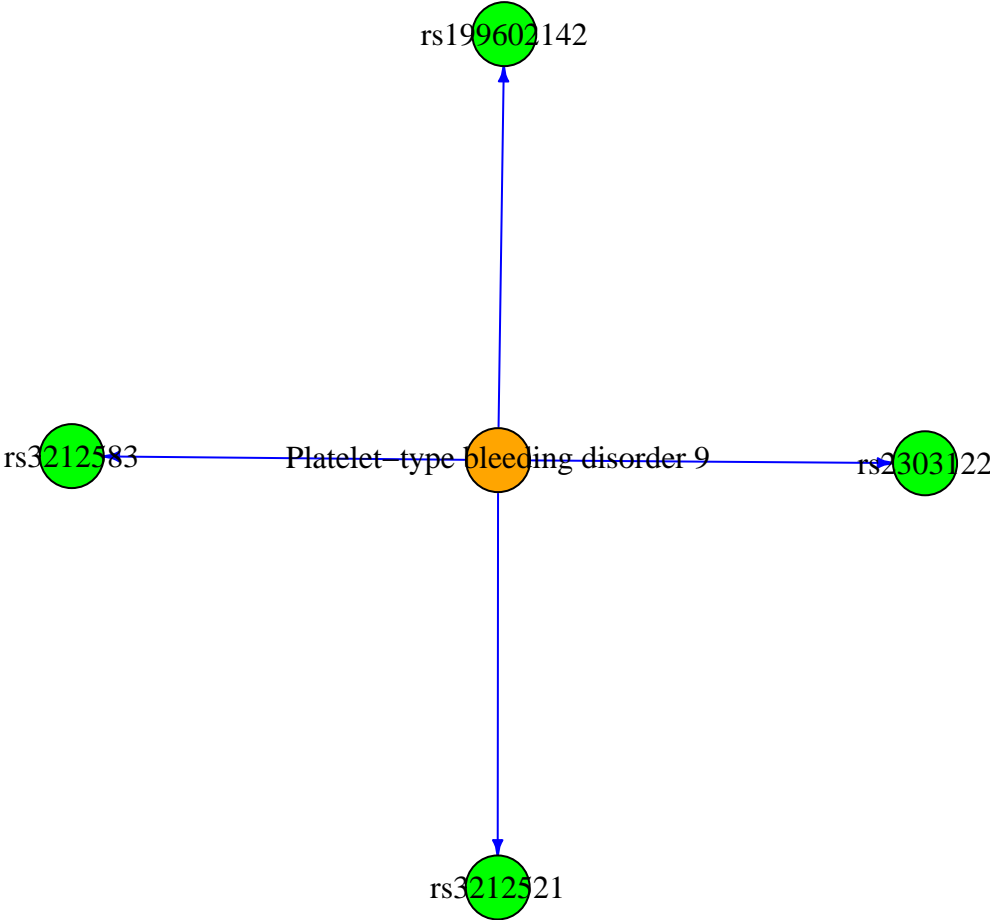 rs199602142
rs3212583
Platelet−type bleeding disorder 9
rs2303122
rs3212521